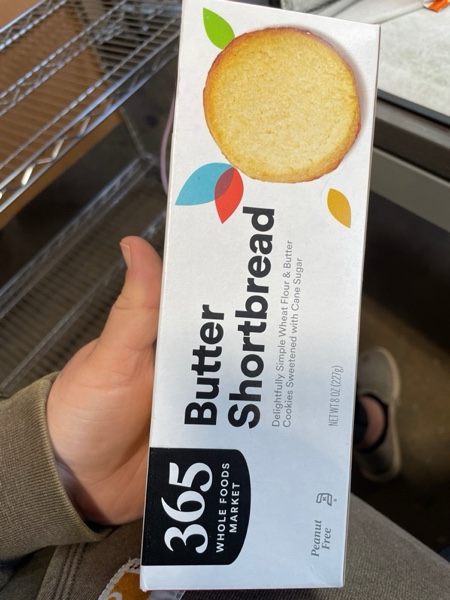 Butter
Shortbread
Delightfully Simple Wheat Flour & Butter
Cookies Sweetened with Cane Sugar
NET WT 8 OZ (227g)
365
WHOLE FOODS
MARKET
Peanut
Free